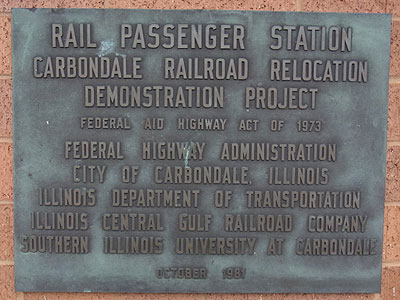 RAIL PASSENGER STATION
CARBONDALE RAILROAD RELOCATION
DEMONSTRATION PROJECT
FEDERAL AID HIGHWAY ACT OF 1973
FEDERAL HIGHWAY ADMINISTRATION
CITY OF CARBONDALE, ILLINOIS
ILLINOIS DEPARTMENT OF TRANSPORTATION
ILLINOIS CENTRAL GULF RAILROAD COMPANY
SOUTHERN ILLINOIS UNIVERSITY AT CARBONDALE
OCTOBER 1981